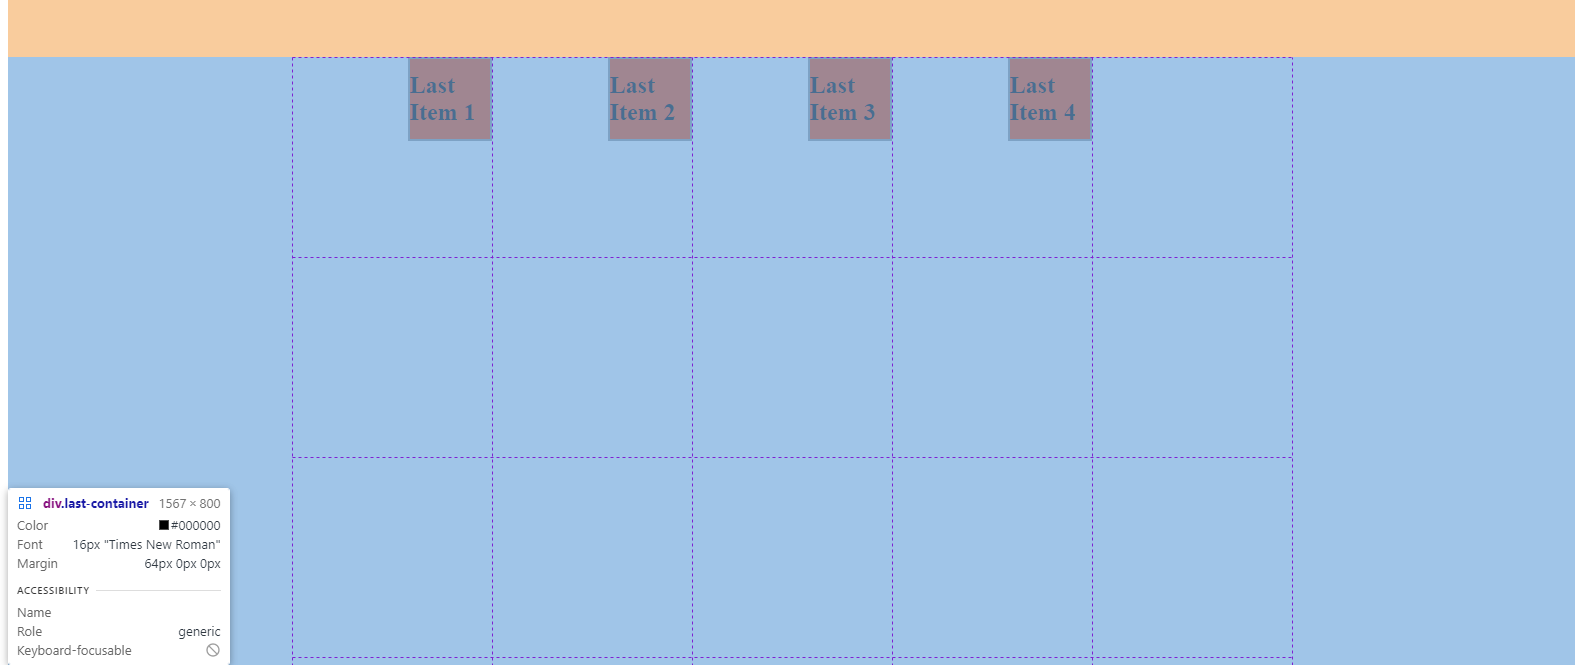 Last Item 1
Last Item 2
Last Item 3
Last Item 4
div.last-container 1567 × 800
Color #000000
Font 16px "Times New Roman"
Margin 64px 0px 0px
ACCESSIBILITY
Name
Role generic
Keyboard-focusable